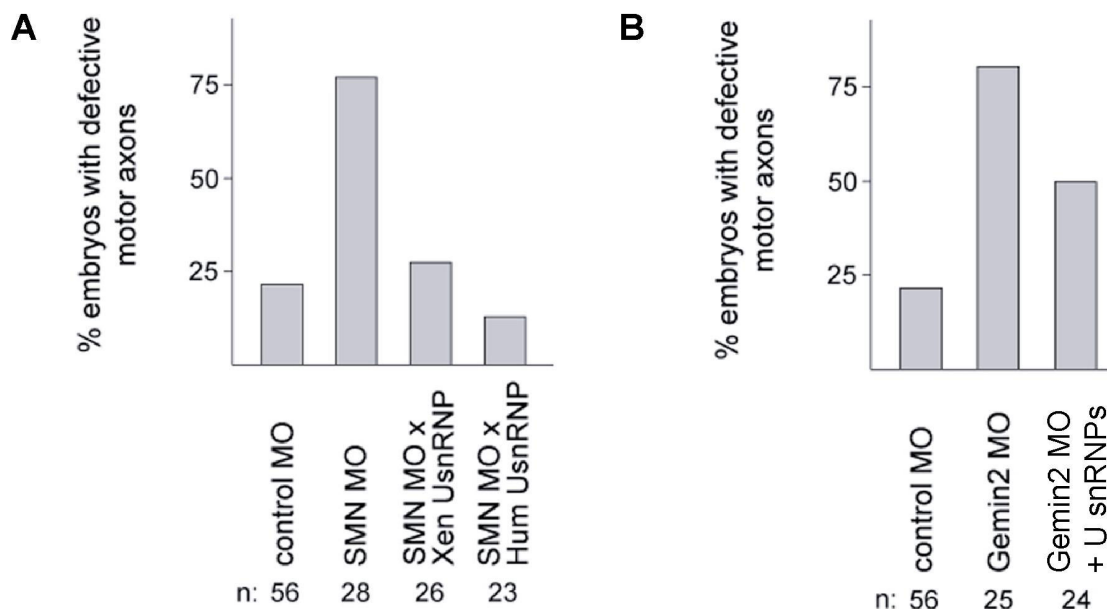 A
% embryos with defective
motor axons
75
50
25
control MO
SMN MO
SMN MO x
Xen UsnRNP
SMN MO x
Hum UsnRNP
n: 56 28 26 23
B
% embryos with defective
motor axons
75
50
25
control MO
Gemin2 MO
Gemin2 MO
+ U snRNPs
n: 56 25 24